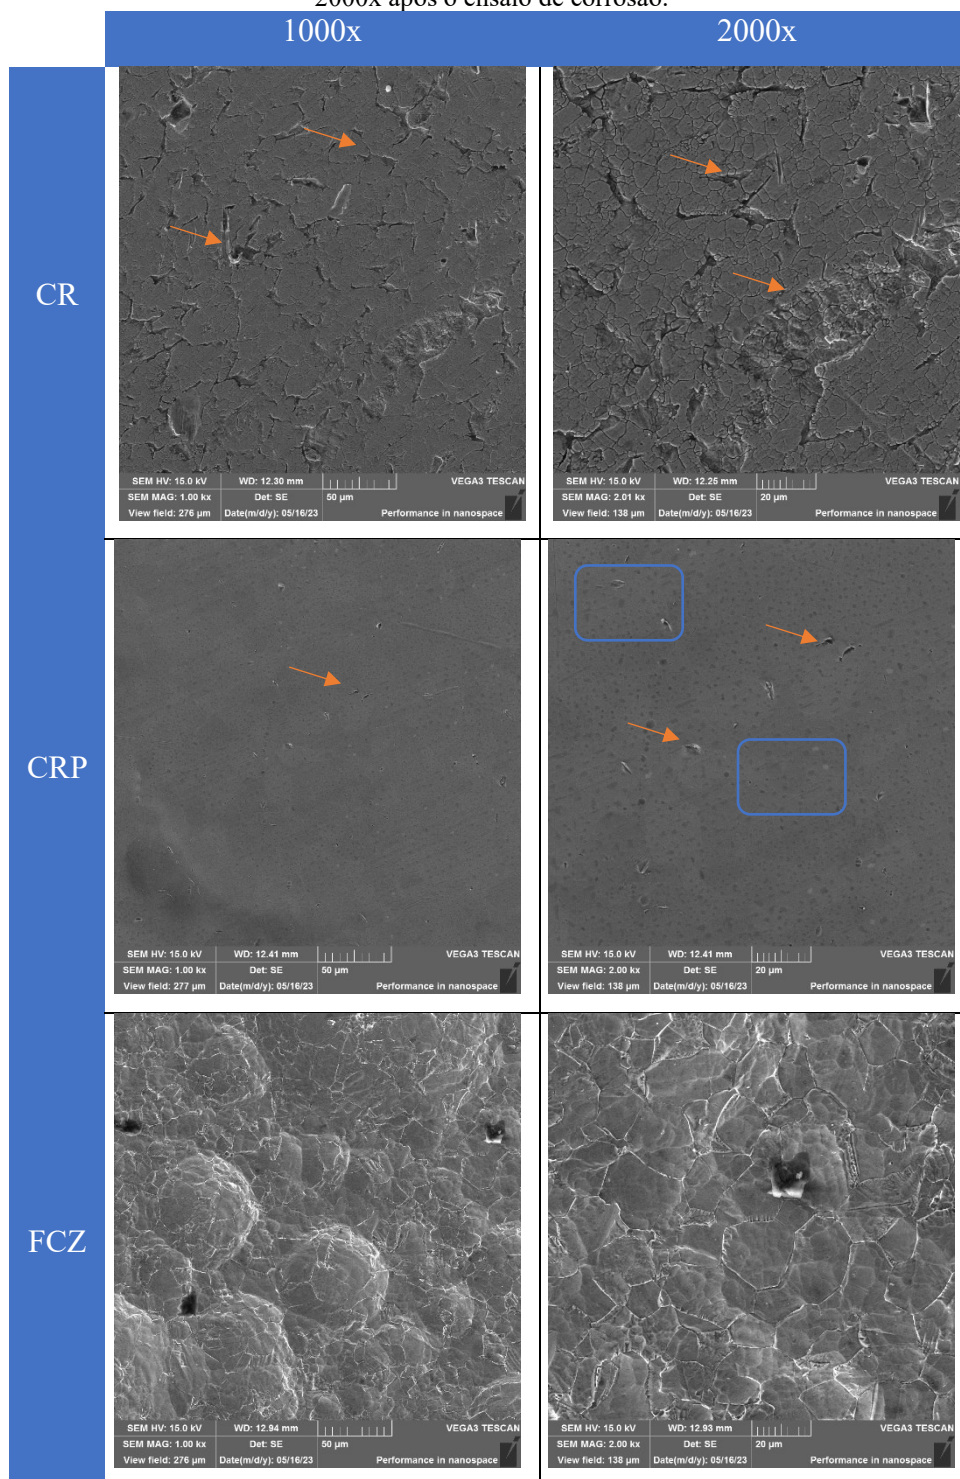 2000x após o ensaio de corrosão.
1000x 2000x
CR
SEM HV: 15.0 kV WD: 12.30 mm VEGA3 TESCAN
SEM MAG: 1.00 kx Det: SE 50 µm
View field: 276 µm Date(m/d/y): 05/16/23 Performance in nanospace
SEM HV: 15.0 kV WD: 12.25 mm VEGA3 TESCAN
SEM MAG: 2.01 kx Det: SE 20 µm
View field: 138 µm Date(m/d/y): 05/16/23 Performance in nanospace
CRP
SEM HV: 15.0 kV WD: 12.41 mm VEGA3 TESCAN
SEM MAG: 1.00 kx Det: SE 50 µm
View field: 277 µm Date(m/d/y): 05/16/23 Performance in nanospace
SEM HV: 15.0 kV WD: 12.41 mm VEGA3 TESCAN
SEM MAG: 2.00 kx Det: SE 20 µm
View field: 138 µm Date(m/d/y): 05/16/23 Performance in nanospace
FCZ
SEM HV: 15.0 kV WD: 12.94 mm VEGA3 TESCAN
SEM MAG: 1.00 kx Det: SE 50 µm
View field: 276 µm Date(m/d/y): 05/16/23 Performance in nanospace
SEM HV: 15.0 kV WD: 12.93 mm VEGA3 TESCAN
SEM MAG: 2.00 kx Det: SE 20 µm
View field: 138 µm Date(m/d/y): 05/16/23 Performance in nanospace